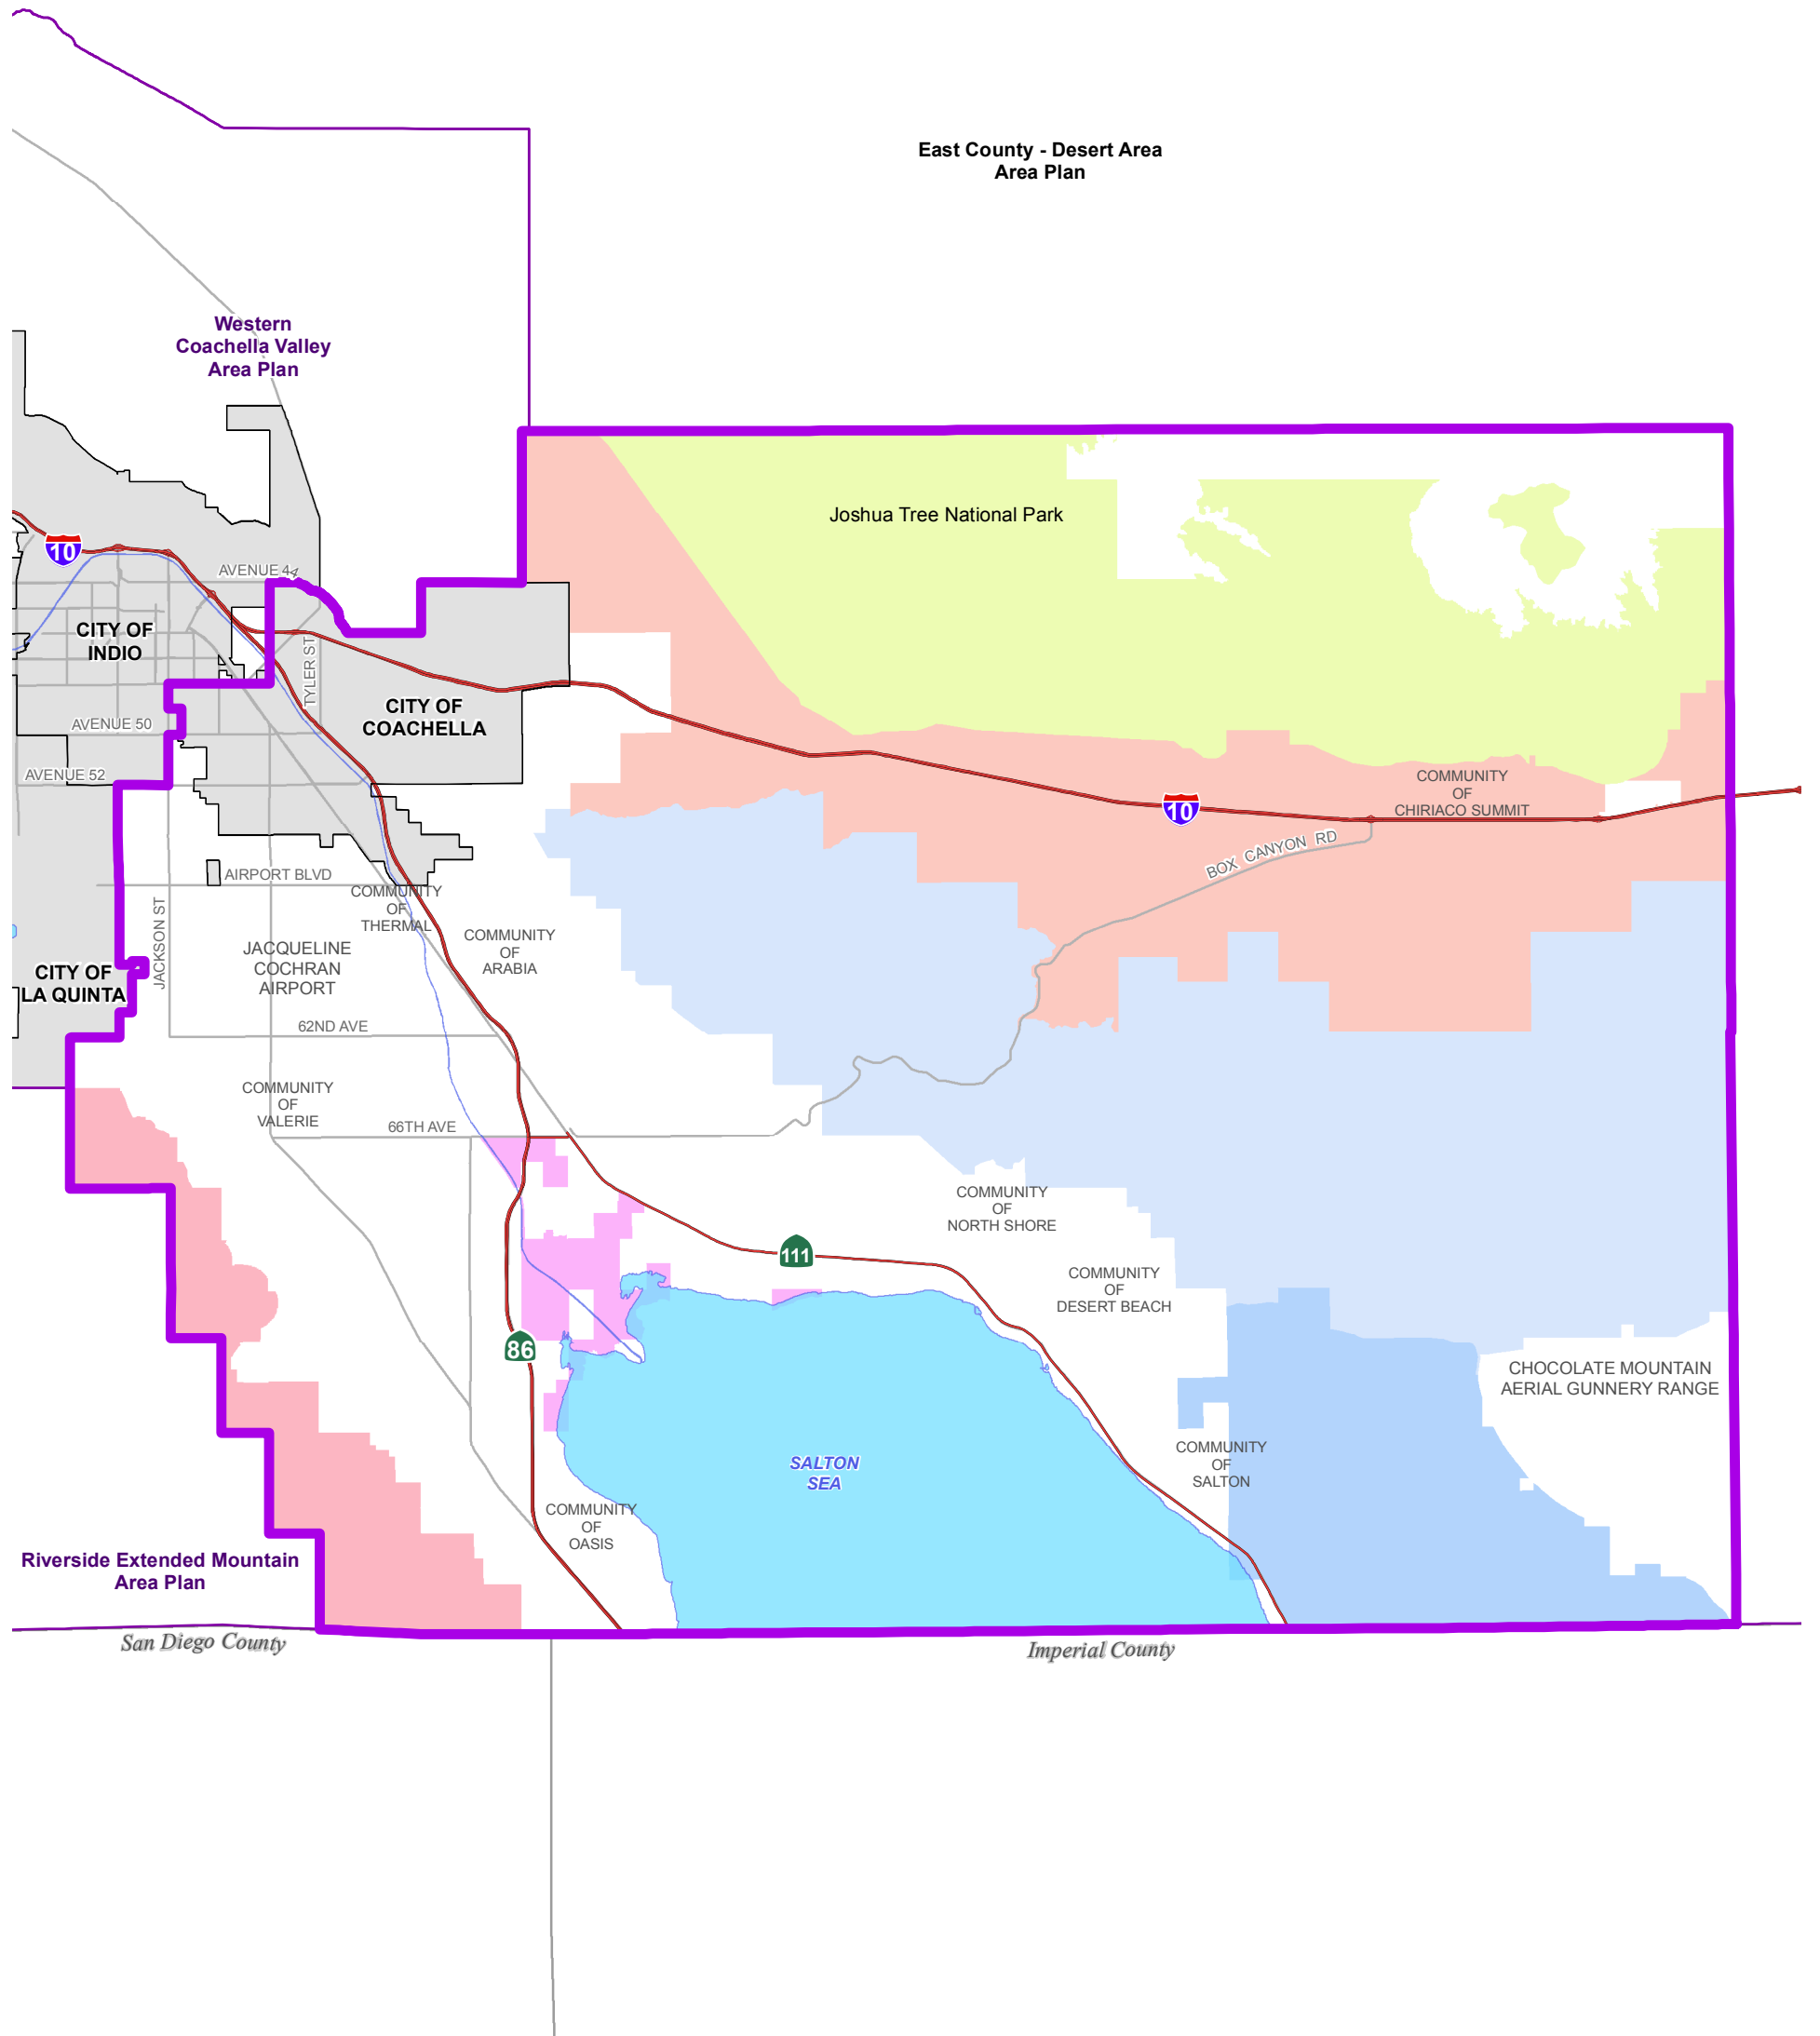 East County - Desert Area
Area Plan
Western
Coachella Valley
Area Plan
Joshua Tree National Park
10
AVENUE 44
CITY OF
INDIO
TYLER ST
CITY OF
COACHELLA
AVENUE 50
AVENUE 52
COMMUNITY
OF
CHIRIACO SUMMIT
10
BOX CANYON RD
AIRPORT BLVD
COMMUNITY
OF
THERMAL
JACKSON ST
JACQUELINE
COCHRAN
AIRPORT
COMMUNITY
OF
ARABIA
CITY OF
LA QUINTA
62ND AVE
COMMUNITY
OF
VALERIE
66TH AVE
COMMUNITY
OF
NORTH SHORE
111
COMMUNITY
OF
DESERT BEACH
86
CHOCOLATE MOUNTAIN
AERIAL GUNNERY RANGE
SALTON
SEA
COMMUNITY
OF
SALTON
COMMUNITY
OF
OASIS
Riverside Extended Mountain
Area Plan
San Diego County
Imperial County